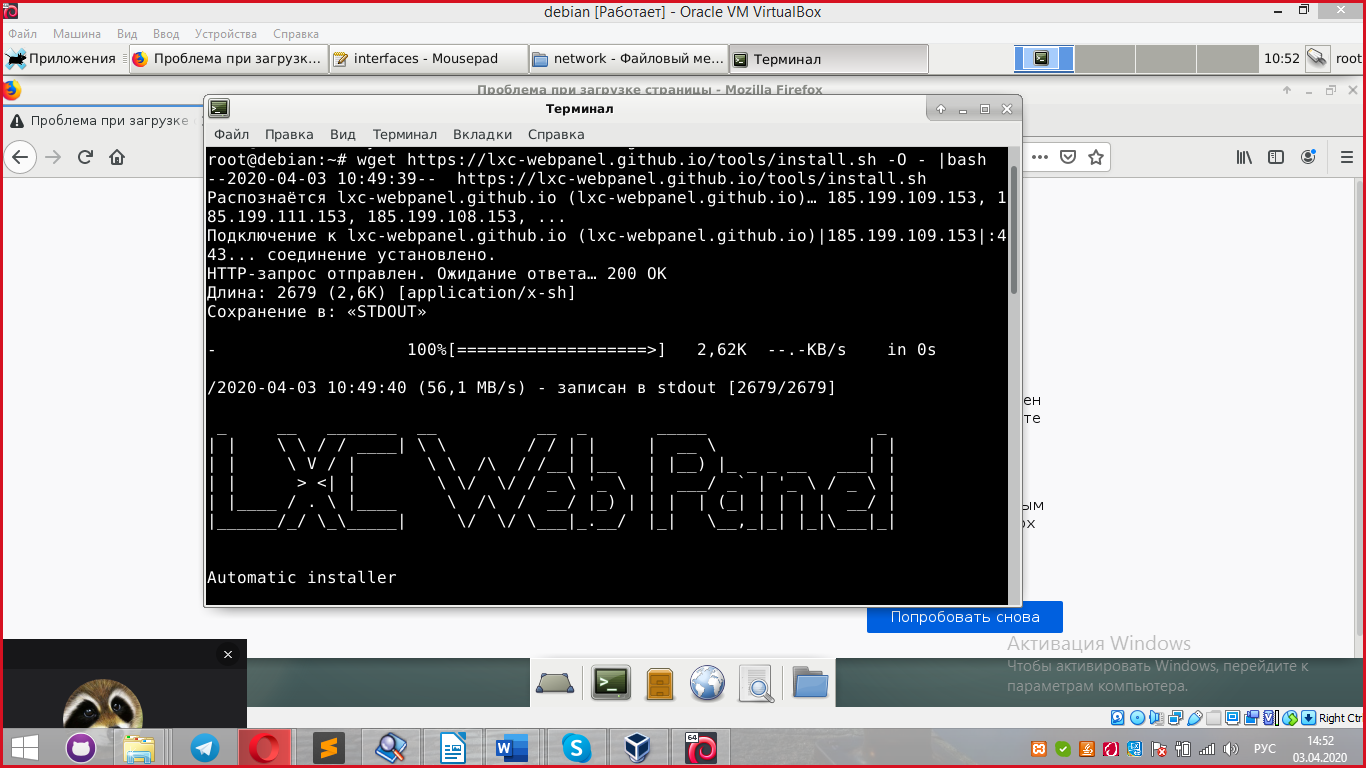 debian [Работает] - Oracle VM VirtualBox
Файл Машина Вид Ввод Устройства Справка
Приложения Проблема при загрузк... interfaces - Mousepad network - Файловый ме... Терминал 10:52 root
Проблема при загрузке страницы - Mozilla Firefox
Проблема при загрузке
Терминал
Файл Правка Вид Терминал Вкладки Справка
root@debian:~# wget https://lxc-webpanel.github.io/tools/install.sh -O - |bash
--2020-04-03 10:49:39-- https://lxc-webpanel.github.io/tools/install.sh
Распознаётся lxc-webpanel.github.io (lxc-webpanel.github.io)… 185.199.109.153, 1
85.199.111.153, 185.199.108.153, ...
Подключение к lxc-webpanel.github.io (lxc-webpanel.github.io)|185.199.109.153|:4
43... соединение установлено.
HTTP-запрос отправлен. Ожидание ответа… 200 OK
Длина: 2679 (2,6K) [application/x-sh]
Сохранение в: «STDOUT»
- 100%[===================>] 2,62K --.-KB/s in 0s
/2020-04-03 10:49:40 (56,1 MB/s) - записан в stdout [2679/2679]
LXC Web Panel
Automatic installer
ен
те
ым
ох
Попробовать снова
Активация Windows
Чтобы активировать Windows, перейдите к
параметрам компьютера.
Right Ctrl
64
РУС
14:52
03.04.2020